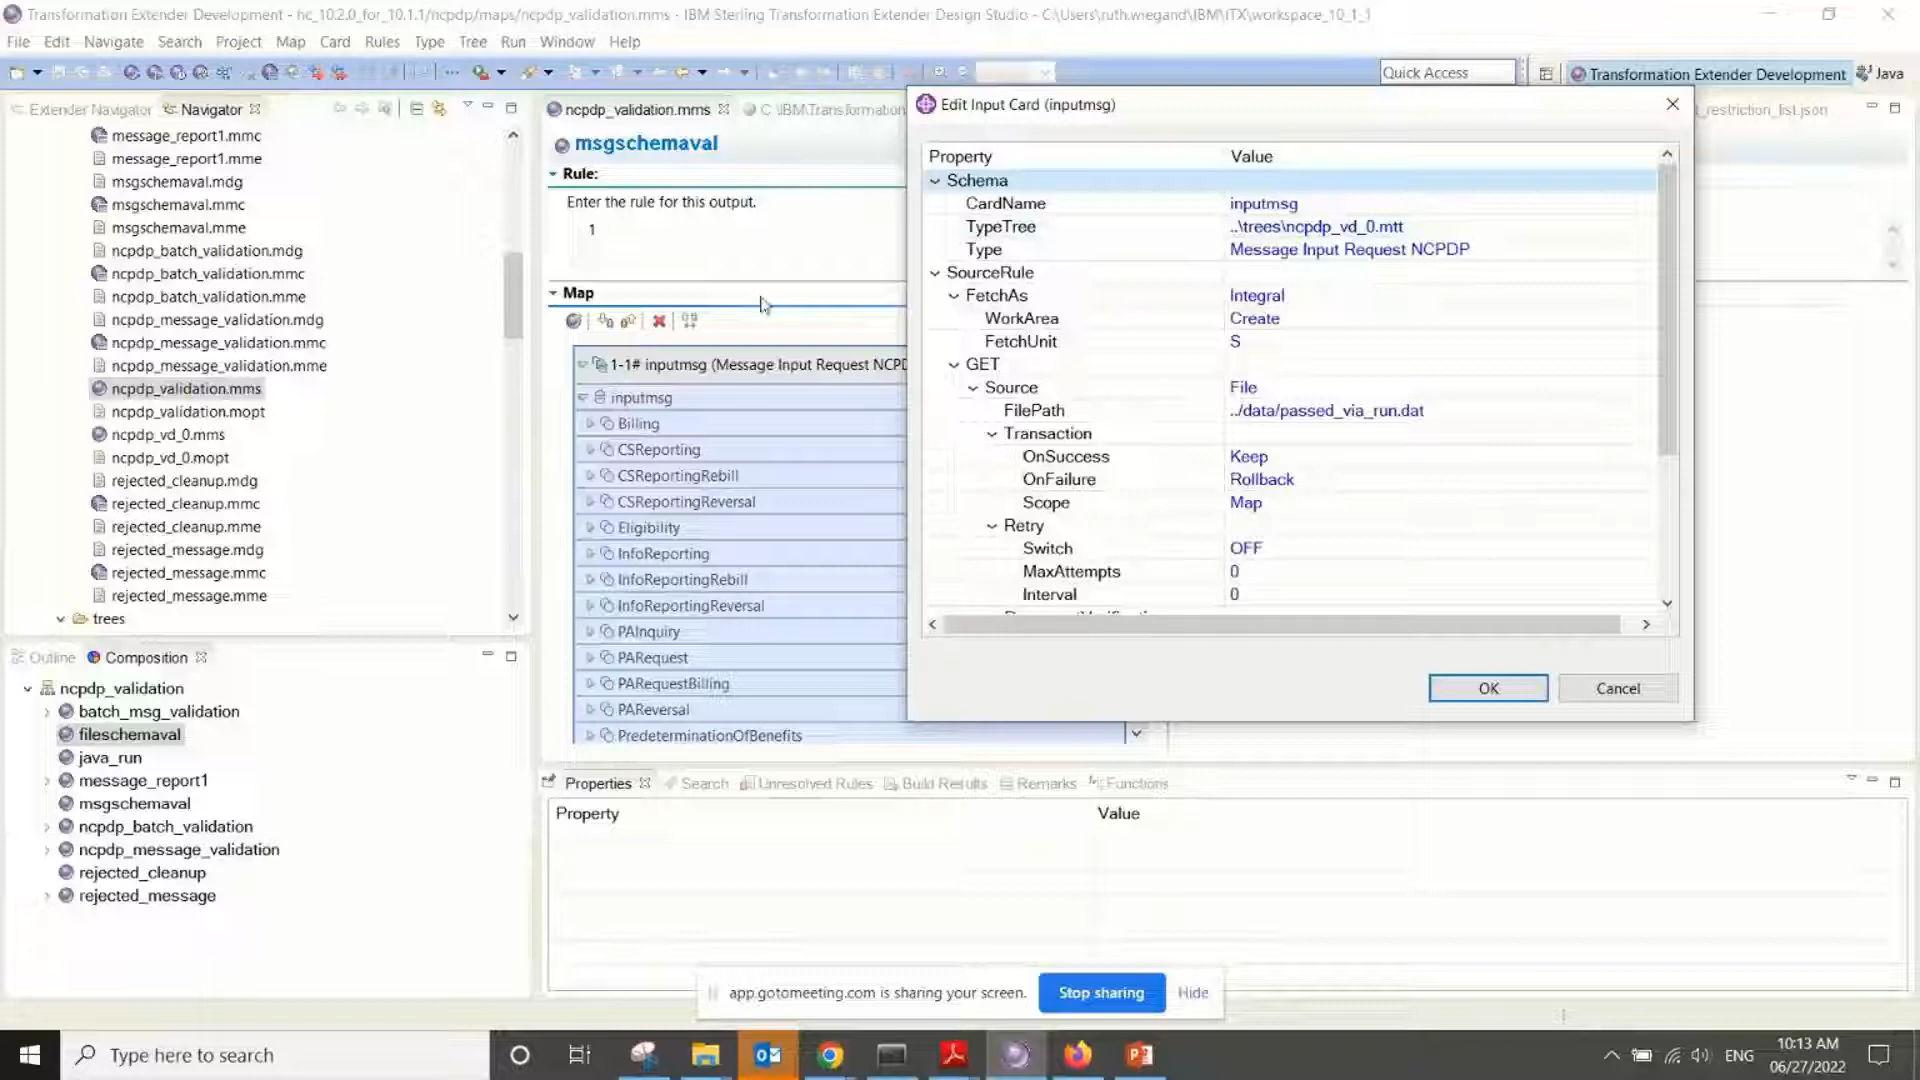 Transformation Extender Development - hc_10.2.0_for_10.1.1/ncpdp/maps/ncpdp_validation.mms - IBM Sterling Transformation Extender Design Studio - C:\Users\ruth.wiegand\IBM\ITX\workspace_10_1_1
File Edit Navigate Search Project Map Card Rules Type Tree Run Window Help
Quick Access
Transformation Extender Development
Java
Extender Navigator
Navigator
message_report1.mmc
message_report1.mme
msgschemaval.mdg
msgschemaval.mmc
msgschemaval.mme
ncpdp_batch_validation.mdg
ncpdp_batch_validation.mmc
ncpdp_batch_validation.mme
ncpdp_message_validation.mdg
ncpdp_message_validation.mmc
ncpdp_message_validation.mme
ncpdp_validation.mms
ncpdp_validation.mopt
ncpdp_vd_0.mms
ncpdp_vd_0.mopt
rejected_cleanup.mdg
rejected_cleanup.mmc
rejected_cleanup.mme
rejected_message.mdg
rejected_message.mmc
rejected_message.mme
trees
Outline
Composition
ncpdp_validation
batch_msg_validation
fileschemaval
java_run
message_report1
msgschemaval
ncpdp_batch_validation
ncpdp_message_validation
rejected_cleanup
rejected_message
ncpdp_validation.mms
C:\IBM\Transformation
t_restriction_list.json
msgschemaval
Rule:
Enter the rule for this output.
1
Map
1-1# inputmsg (Message Input Request NCPD
inputmsg
Billing
CSReporting
CSReportingRebill
CSReportingReversal
Eligibility
InfoReporting
InfoReportingRebill
InfoReportingReversal
PAInquiry
PARequest
PARequestBilling
PAReversal
PredeterminationOfBenefits
Edit Input Card (inputmsg)
Property Value
Schema
CardName inputmsg
TypeTree ..\trees\ncpdp_vd_0.mtt
Type Message Input Request NCPDP
SourceRule
FetchAs Integral
WorkArea Create
FetchUnit S
GET
Source File
FilePath ../data/passed_via_run.dat
Transaction
OnSuccess Keep
OnFailure Rollback
Scope Map
Retry
Switch OFF
MaxAttempts 0
Interval 0
OK
Cancel
Properties
Search
Unresolved Rules
Build Results
Remarks
Functions
Property Value
app.gotomeeting.com is sharing your screen.
Stop sharing
Hide
Type here to search
ENG
10:13 AM
06/27/2022